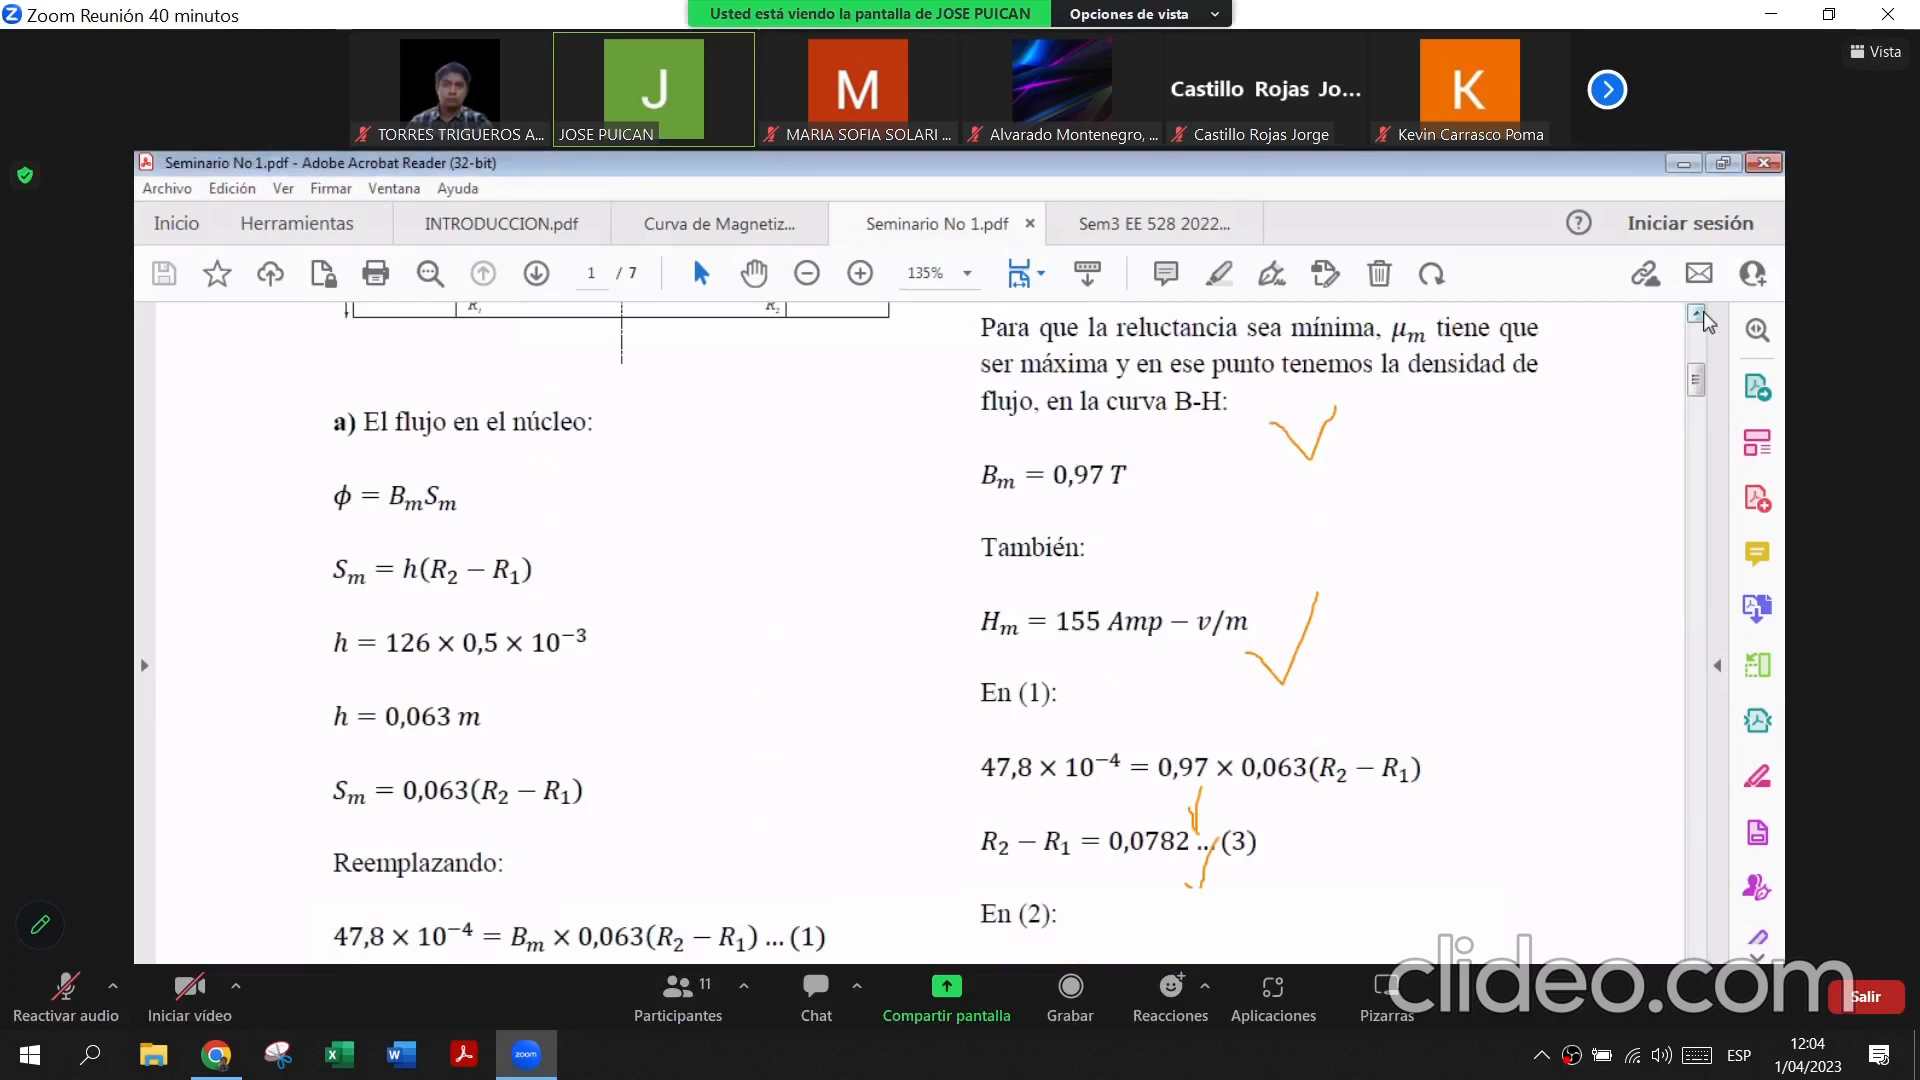 Zoom Reunión 40 minutos
Usted está viendo la pantalla de JOSE PUICAN
Opciones de vista
Vista
J
M
Castillo Rojas Jo...
K
TORRES TRIGUEROS A...
JOSE PUICAN
MARIA SOFIA SOLARI ...
Alvarado Montenegro, ...
Castillo Rojas Jorge
Kevin Carrasco Poma
Seminario No 1.pdf - Adobe Acrobat Reader (32-bit)
Archivo Edición Ver Firmar Ventana Ayuda
Inicio Herramientas INTRODUCCION.pdf Curva de Magnetiz... Seminario No 1.pdf × Sem3 EE 528 2022... Iniciar sesión
1 / 7 135%
R₁ R₂
a) El flujo en el núcleo:
ϕ = BₘSₘ
Sₘ = h(R₂ − R₁)
h = 126 × 0,5 × 10⁻³
h = 0,063 m
Sₘ = 0,063(R₂ − R₁)
Reemplazando:
47,8 × 10⁻⁴ = Bₘ × 0,063(R₂ − R₁) ... (1)
Para que la reluctancia sea mínima, μₘ tiene que
ser máxima y en ese punto tenemos la densidad de
flujo, en la curva B-H:
Bₘ = 0,97 T
También:
Hₘ = 155 Amp − v/m
En (1):
47,8 × 10⁻⁴ = 0,97 × 0,063(R₂ − R₁)
R₂ − R₁ = 0,0782 ... (3)
En (2):
clideo.com
Reactivar audio
Iniciar vídeo
11
Participantes
Chat
Compartir pantalla
Grabar
Reacciones
Aplicaciones
Pizarras
Salir
zoom
ESP
12:04
1/04/2023